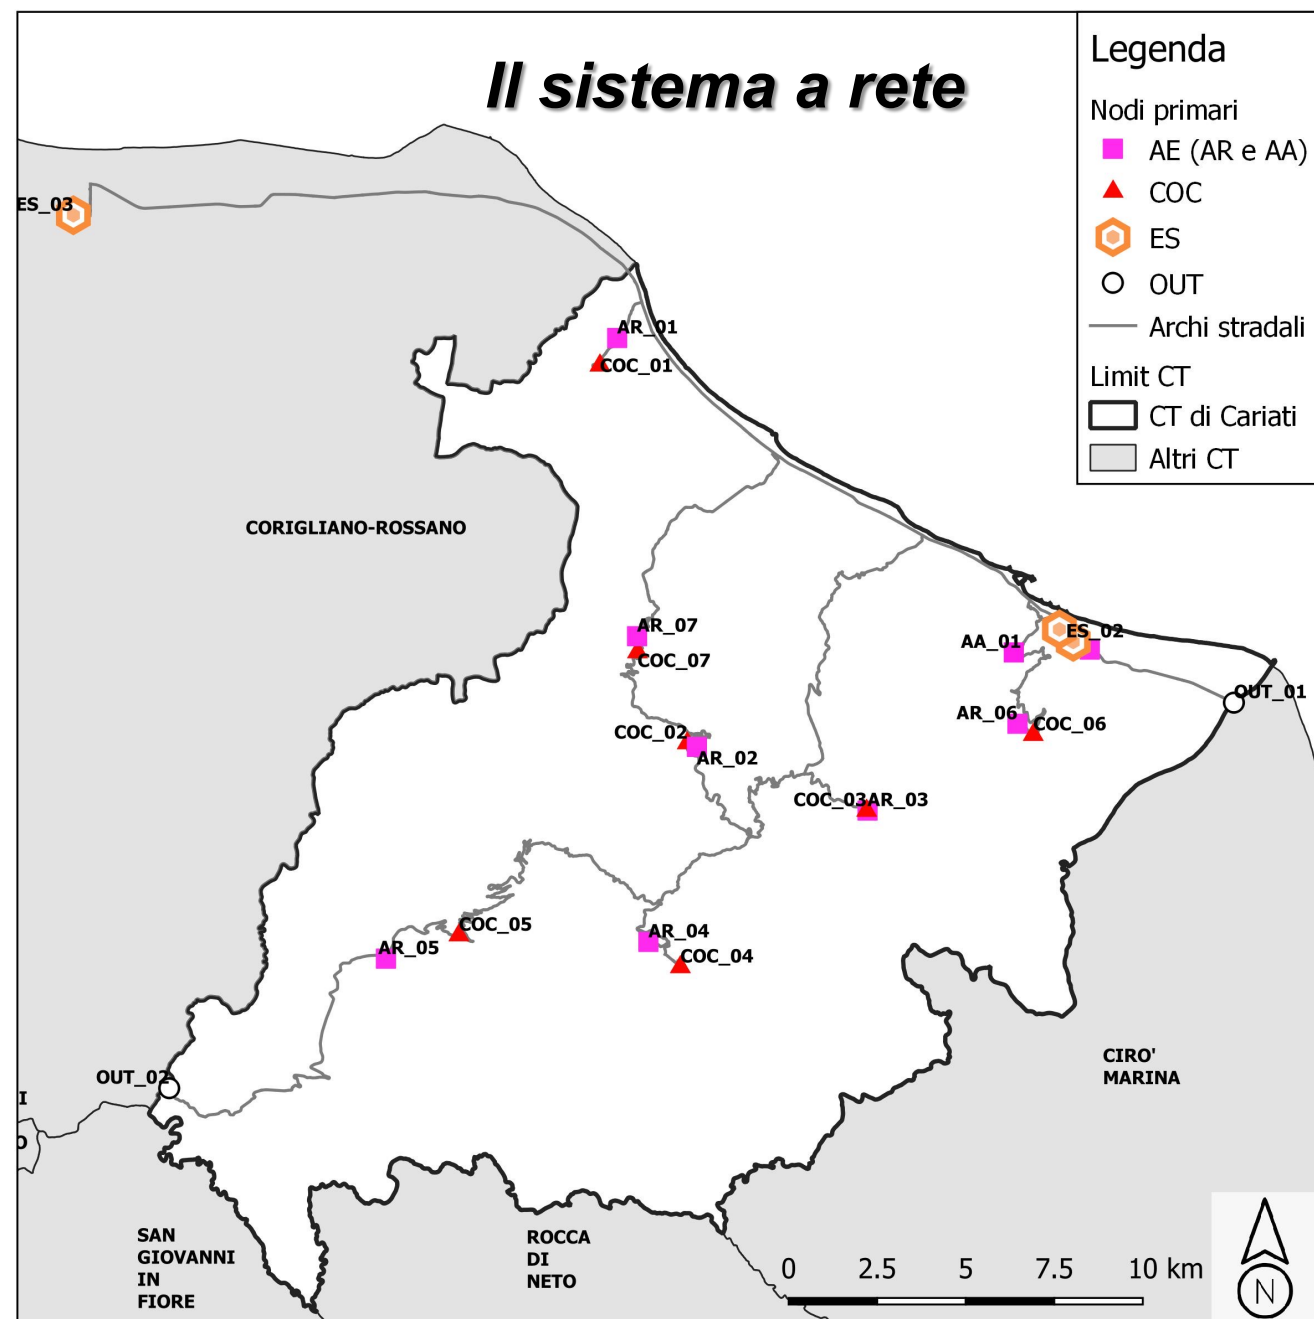 Il sistema a rete
Legenda
Nodi primari
AE (AR e AA)
COC
ES
OUT
Archi stradali
Limit CT
CT di Cariati
Altri CT
ES_03
AR_01
COC_01
CORIGLIANO-ROSSANO
AR_07
COC_07
ES_02
AA_01
OUT_01
AR_06
COC_06
COC_02
AR_02
COC_03AR_03
COC_05
AR_05
AR_04
COC_04
CIRO'
MARINA
OUT_02
I
O
SAN
GIOVANNI
IN
FIORE
ROCCA
DI
NETO
0 2.5 5 7.5 10 km
N